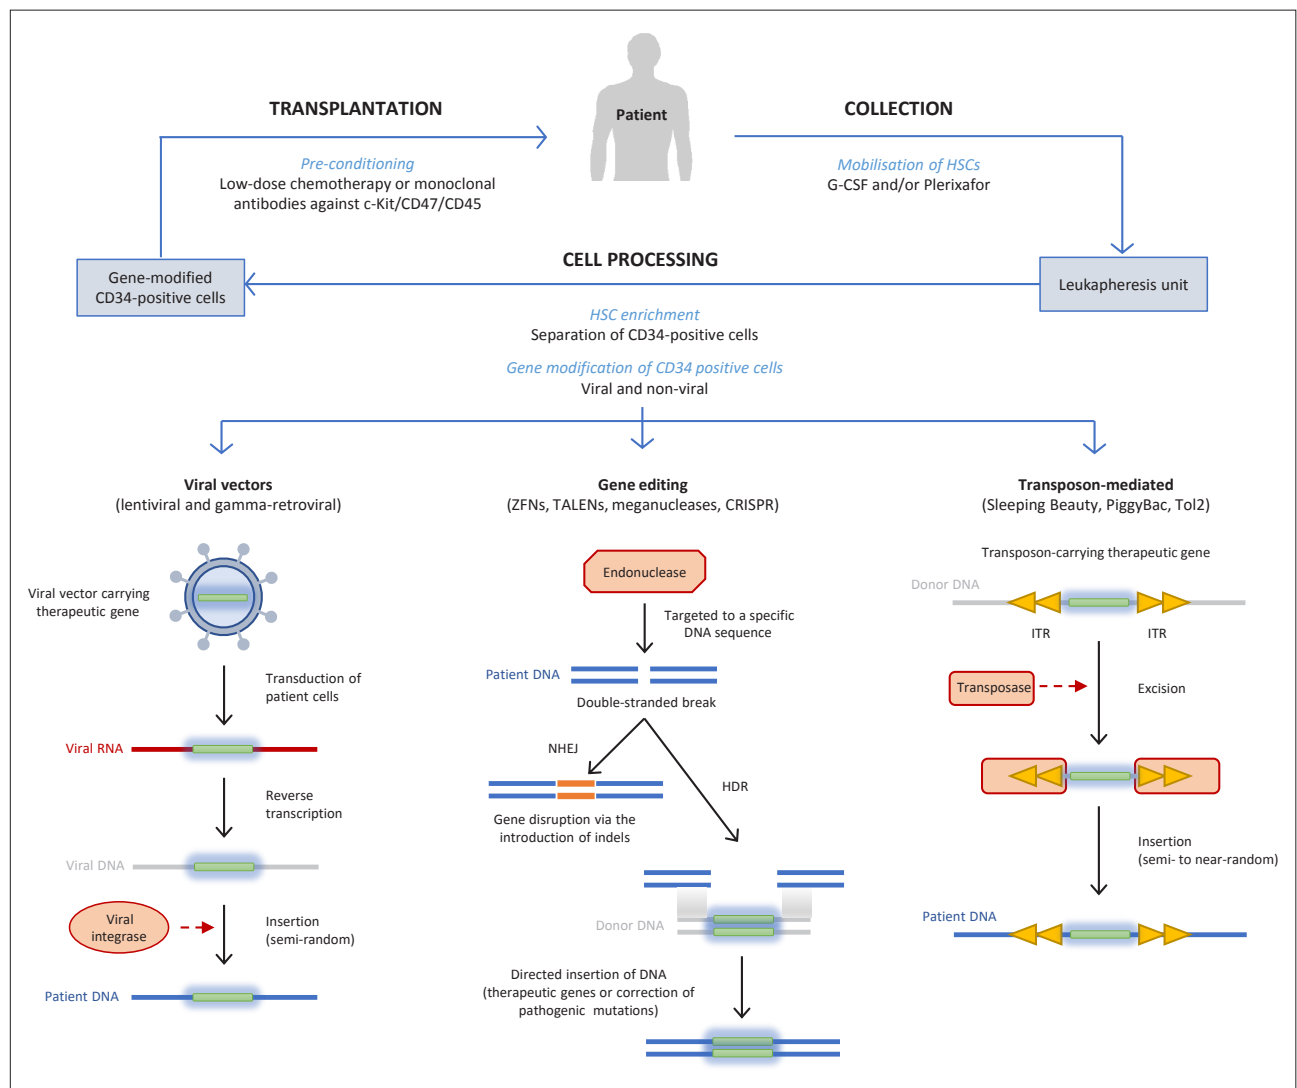 Patient
TRANSPLANTATION
COLLECTION
Pre-conditioning
Low-dose chemotherapy or monoclonal
antibodies against c-Kit/CD47/CD45
Mobilisation of HSCs
G-CSF and/or Plerixafor
Gene-modified
CD34-positive cells
CELL PROCESSING
Leukapheresis unit
HSC enrichment
Separation of CD34-positive cells
Gene modification of CD34 positive cells
Viral and non-viral
Viral vectors
(lentiviral and gamma-retroviral)
Viral vector carrying
therapeutic gene
Transduction of
patient cells
Viral RNA
Reverse
transcription
Viral DNA
Viral
integrase
Insertion
(semi-random)
Patient DNA
Gene editing
(ZFNs, TALENs, meganucleases, CRISPR)
Endonuclease
Targeted to a specific
DNA sequence
Patient DNA
Double-stranded break
NHEJ
HDR
Gene disruption via the
introduction of indels
Donor DNA
Directed insertion of DNA
(therapeutic genes or correction of
pathogenic mutations)
Transposon-mediated
(Sleeping Beauty, PiggyBac, Tol2)
Transposon-carrying therapeutic gene
Donor DNA
ITR
ITR
Transposase
Excision
Insertion
(semi- to near-random)
Patient DNA